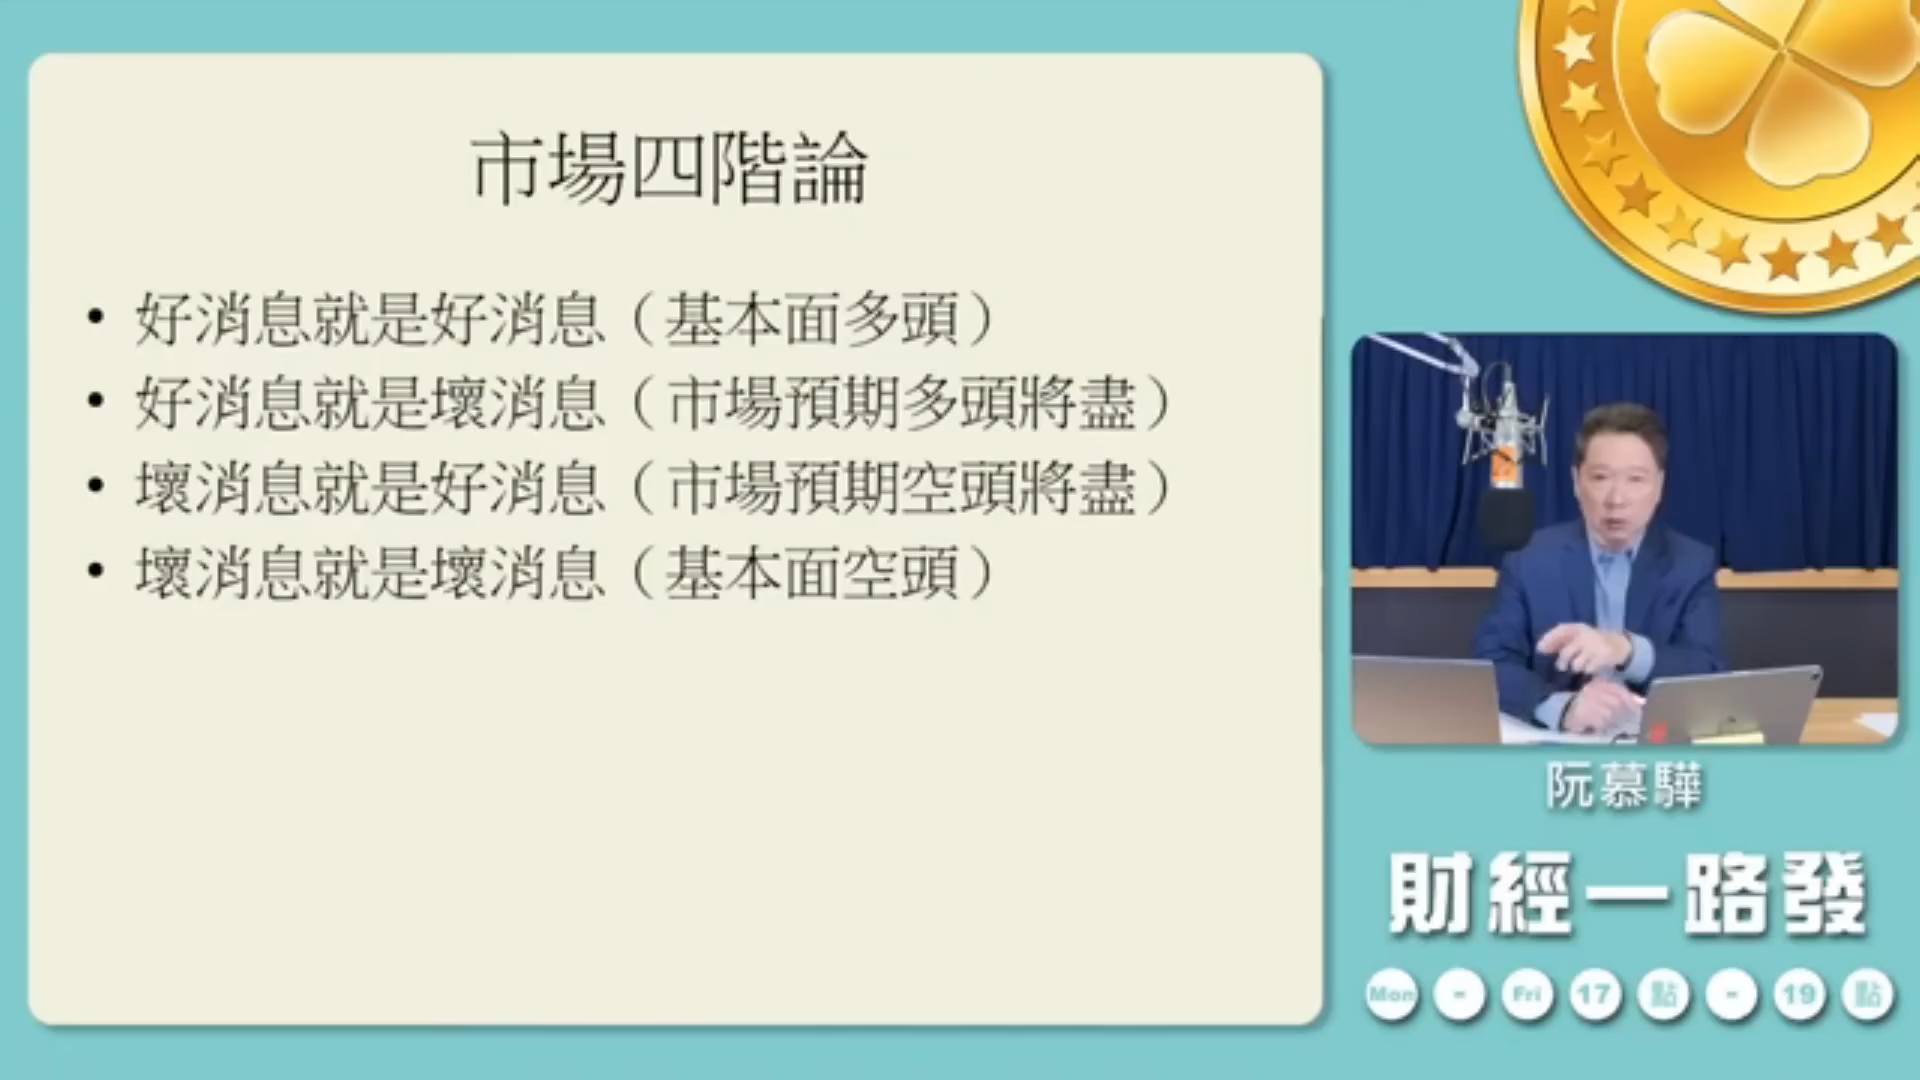 市場四階論
• 好消息就是好消息（基本面多頭）
• 好消息就是壞消息（市場預期多頭將盡）
• 壞消息就是好消息（市場預期空頭將盡）
• 壞消息就是壞消息（基本面空頭）
阮慕驊
財經一路發
Mon - Fri 17 點 - 19 點